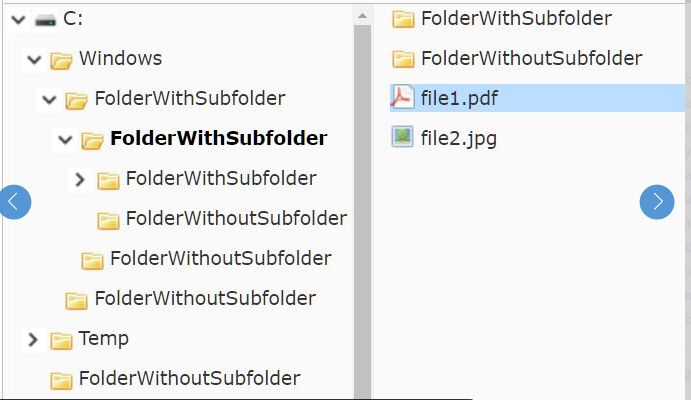 C:
Windows
FolderWithSubfolder
FolderWithSubfolder
FolderWithSubfolder
FolderWithoutSubfolder
FolderWithoutSubfolder
FolderWithoutSubfolder
Temp
FolderWithoutSubfolder
FolderWithSubfolder
FolderWithoutSubfolder
file1.pdf
file2.jpg